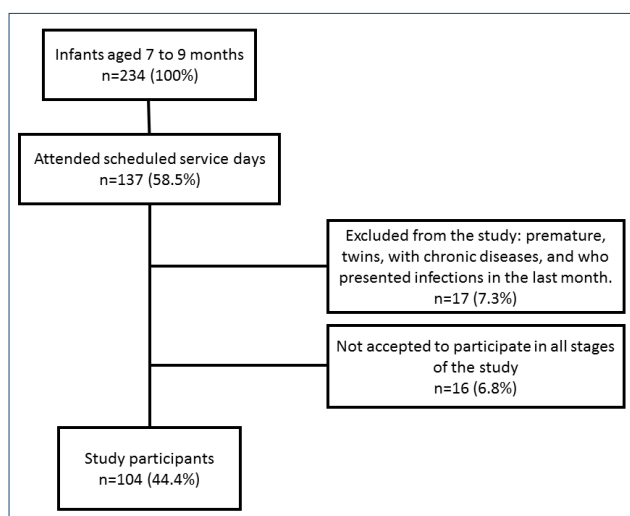 Infants aged 7 to 9 months
n=234 (100%)
Attended scheduled service days
n=137 (58.5%)
Excluded from the study: premature,
twins, with chronic diseases, and who
presented infections in the last month.
n=17 (7.3%)
Not accepted to participate in all stages
of the study
n=16 (6.8%)
Study participants
n=104 (44.4%)